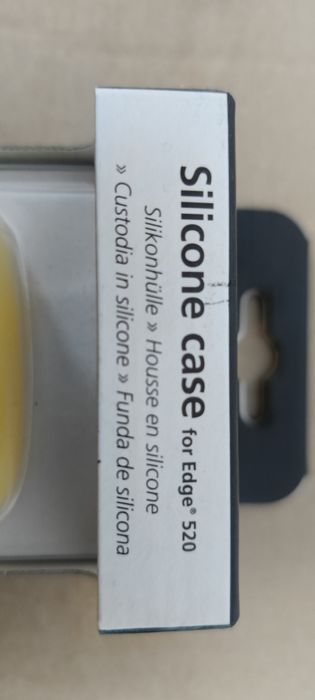 Silicone case for Edge® 520
Silikonhülle » Housse en silicone
» Custodia in silicone » Funda de silicona